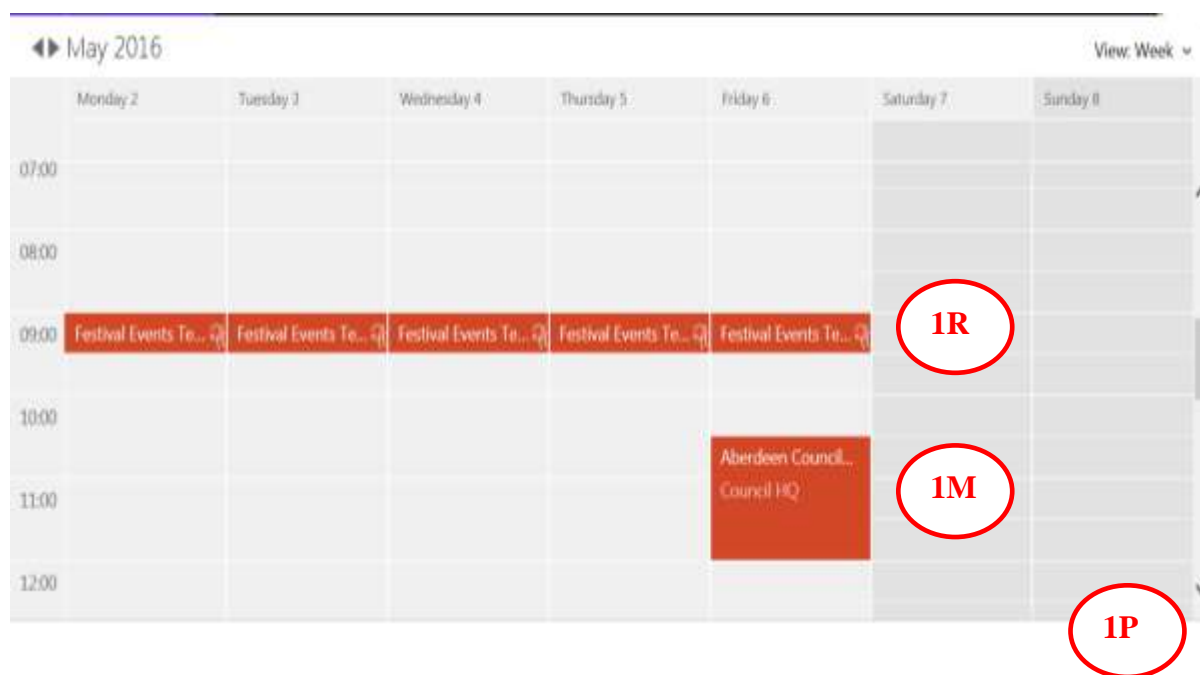 May 2016
View: Week
Monday 2 Tuesday 3 Wednesday 4 Thursday 5 Friday 6 Saturday 7 Sunday 8
07:00
08:00
09:00 Festival Events Te... Festival Events Te... Festival Events Te... Festival Events Te... Festival Events Te... 1R
10:00
Aberdeen Council...
11:00 Council HQ 1M
12:00
1P